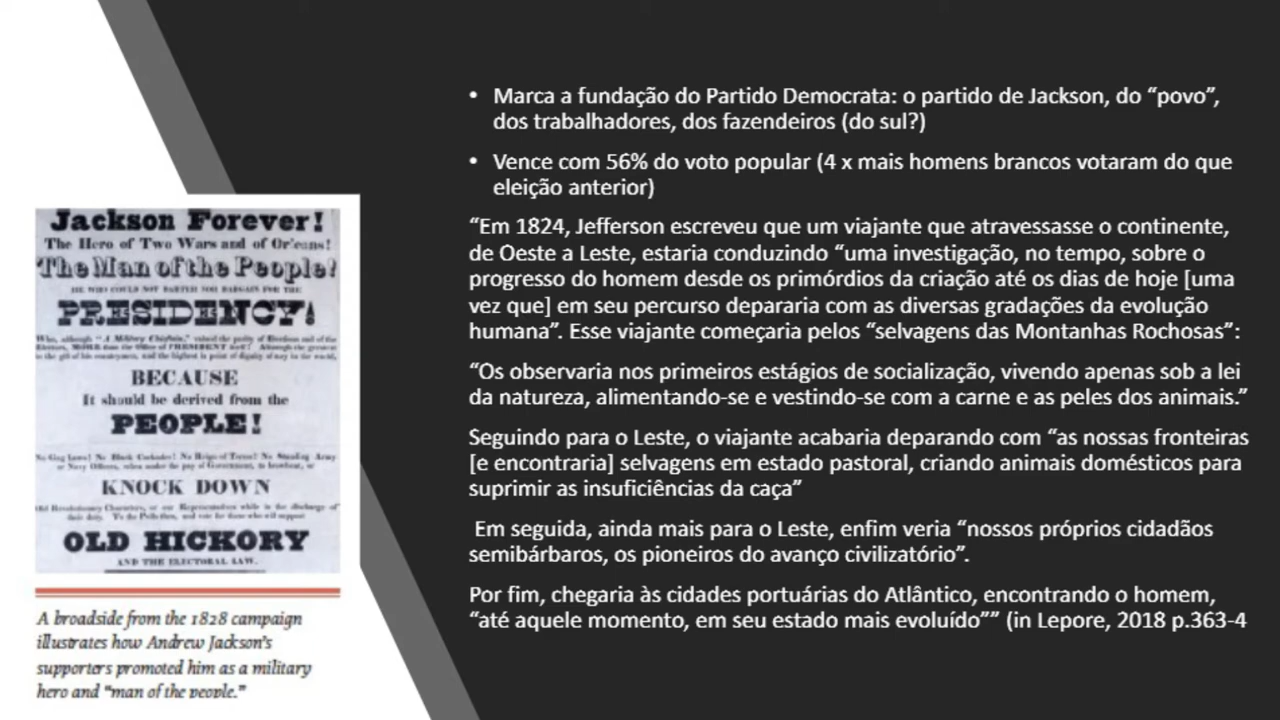 Jackson Forever!
The Hero of Two Wars and of Or'eans!
The Man of the People!
HE WHO COULD NOT BARTER NOR BARGAIN FOR THE
PRESIDENCY!
BECAUSE
It should be derived from the
PEOPLE!
KNOCK DOWN
OLD HICKORY
AND THE ELECTORAL LAW.
A broadside from the 1828 campaign
illustrates how Andrew Jackson's
supporters promoted him as a military
hero and "man of the people."
• Marca a fundação do Partido Democrata: o partido de Jackson, do “povo”,
dos trabalhadores, dos fazendeiros (do sul?)
• Vence com 56% do voto popular (4 x mais homens brancos votaram do que
eleição anterior)
“Em 1824, Jefferson escreveu que um viajante que atravessasse o continente,
de Oeste a Leste, estaria conduzindo “uma investigação, no tempo, sobre o
progresso do homem desde os primórdios da criação até os dias de hoje [uma
vez que] em seu percurso depararia com as diversas gradações da evolução
humana”. Esse viajante começaria pelos “selvagens das Montanhas Rochosas”:
“Os observaria nos primeiros estágios de socialização, vivendo apenas sob a lei
da natureza, alimentando-se e vestindo-se com a carne e as peles dos animais.”
Seguindo para o Leste, o viajante acabaria deparando com “as nossas fronteiras
[e encontraria] selvagens em estado pastoral, criando animais domésticos para
suprimir as insuficiências da caça”
Em seguida, ainda mais para o Leste, enfim veria “nossos próprios cidadãos
semibárbaros, os pioneiros do avanço civilizatório”.
Por fim, chegaria às cidades portuárias do Atlântico, encontrando o homem,
“até aquele momento, em seu estado mais evoluído”” (in Lepore, 2018 p.363-4